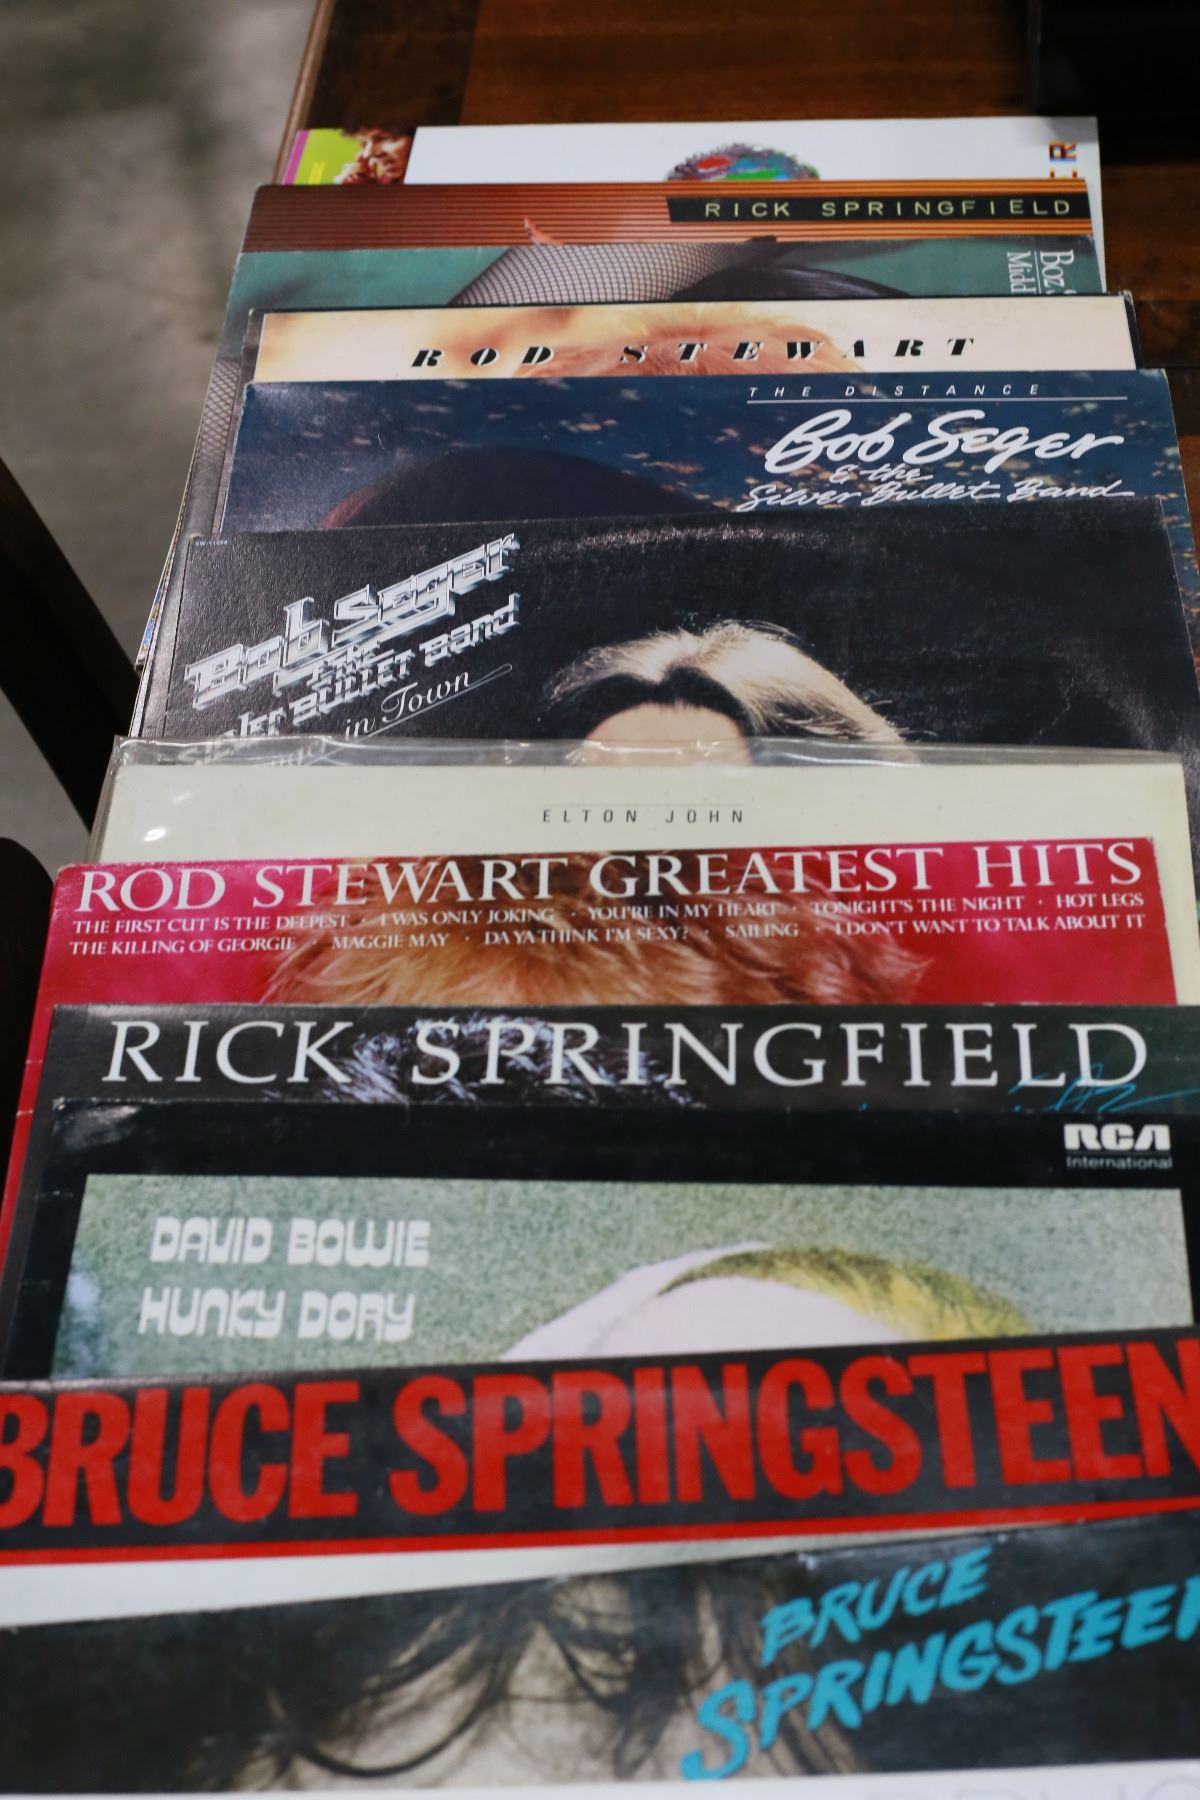 RICK SPRINGFIELD
ROD STEWART
THE DISTANCE
Bob Seger
& the
Silver Bullet Band
Bob Seger
& THE
Silver Bullet Band
in Town
ELTON JOHN
ROD STEWART GREATEST HITS
THE FIRST CUT IS THE DEEPEST · I WAS ONLY JOKING · YOU'RE IN MY HEART · TONIGHT'S THE NIGHT · HOT LEGS
THE KILLING OF GEORGIE · MAGGIE MAY · DA YA THINK I'M SEXY? · SAILING · I DON'T WANT TO TALK ABOUT IT
RICK SPRINGFIELD
RCA
International
DAVID BOWIE
HUNKY DORY
BRUCE SPRINGSTEEN
BRUCE
SPRINGSTEE